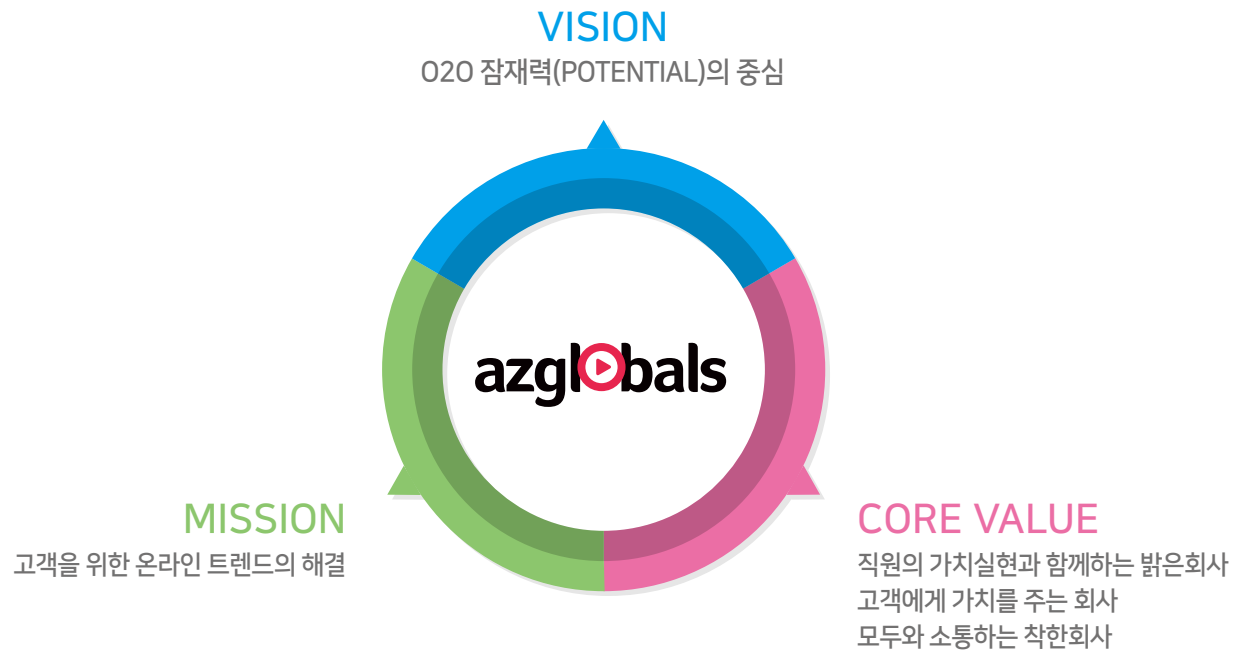 VISION
O2O 잠재력(POTENTIAL)의 중심
azglobals
MISSION
고객을 위한 온라인 트렌드의 해결
CORE VALUE
직원의 가치실현과 함께하는 밝은회사
고객에게 가치를 주는 회사
모두와 소통하는 착한회사